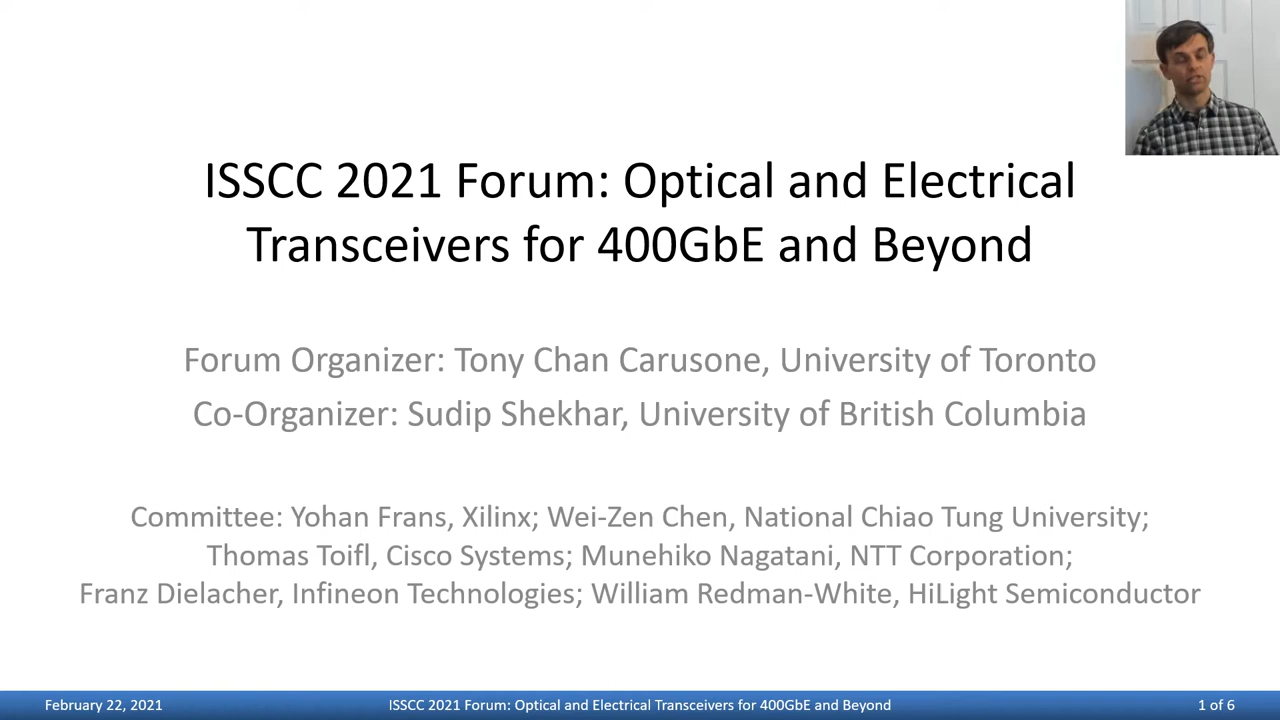 ISSCC 2021 Forum: Optical and Electrical
Transceivers for 400GbE and Beyond
Forum Organizer: Tony Chan Carusone, University of Toronto
Co-Organizer: Sudip Shekhar, University of British Columbia
Committee: Yohan Frans, Xilinx; Wei-Zen Chen, National Chiao Tung University;
Thomas Toifl, Cisco Systems; Munehiko Nagatani, NTT Corporation;
Franz Dielacher, Infineon Technologies; William Redman-White, HiLight Semiconductor
February 22, 2021
ISSCC 2021 Forum: Optical and Electrical Transceivers for 400GbE and Beyond
1 of 6